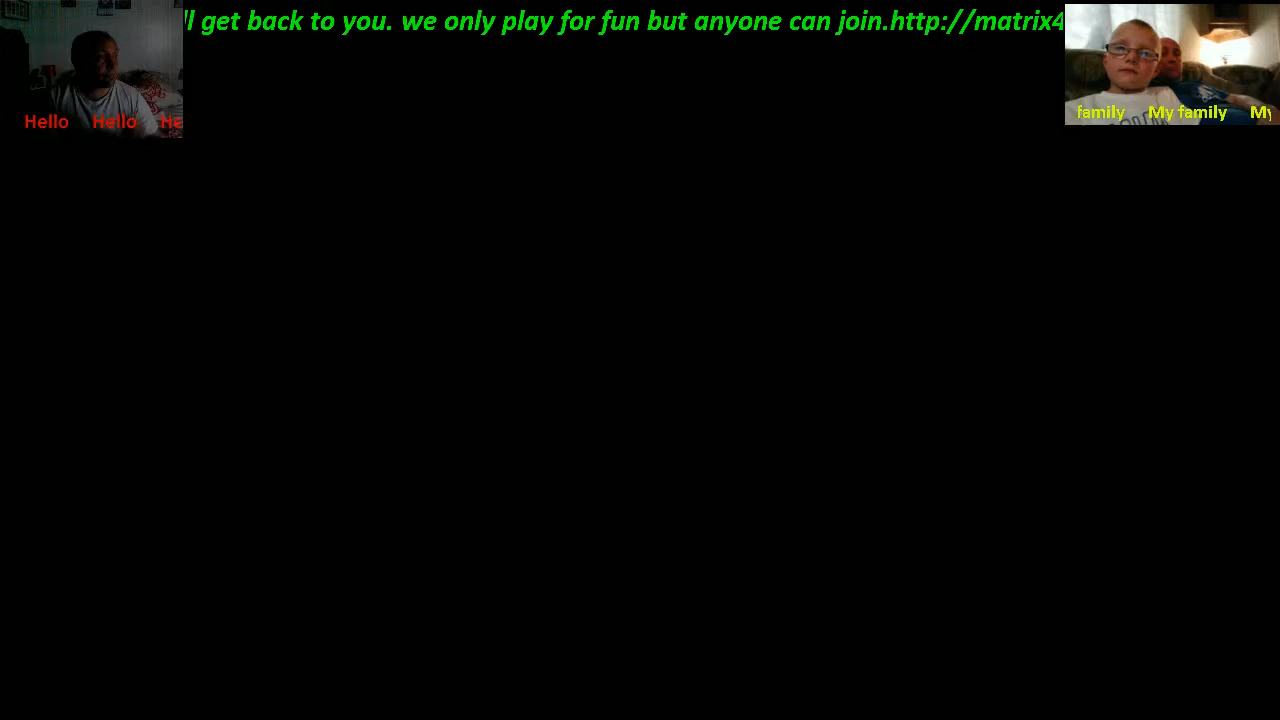 ll get back to you. we only play for fun but anyone can join.http://matrix4
Hello Hello He
family My family My